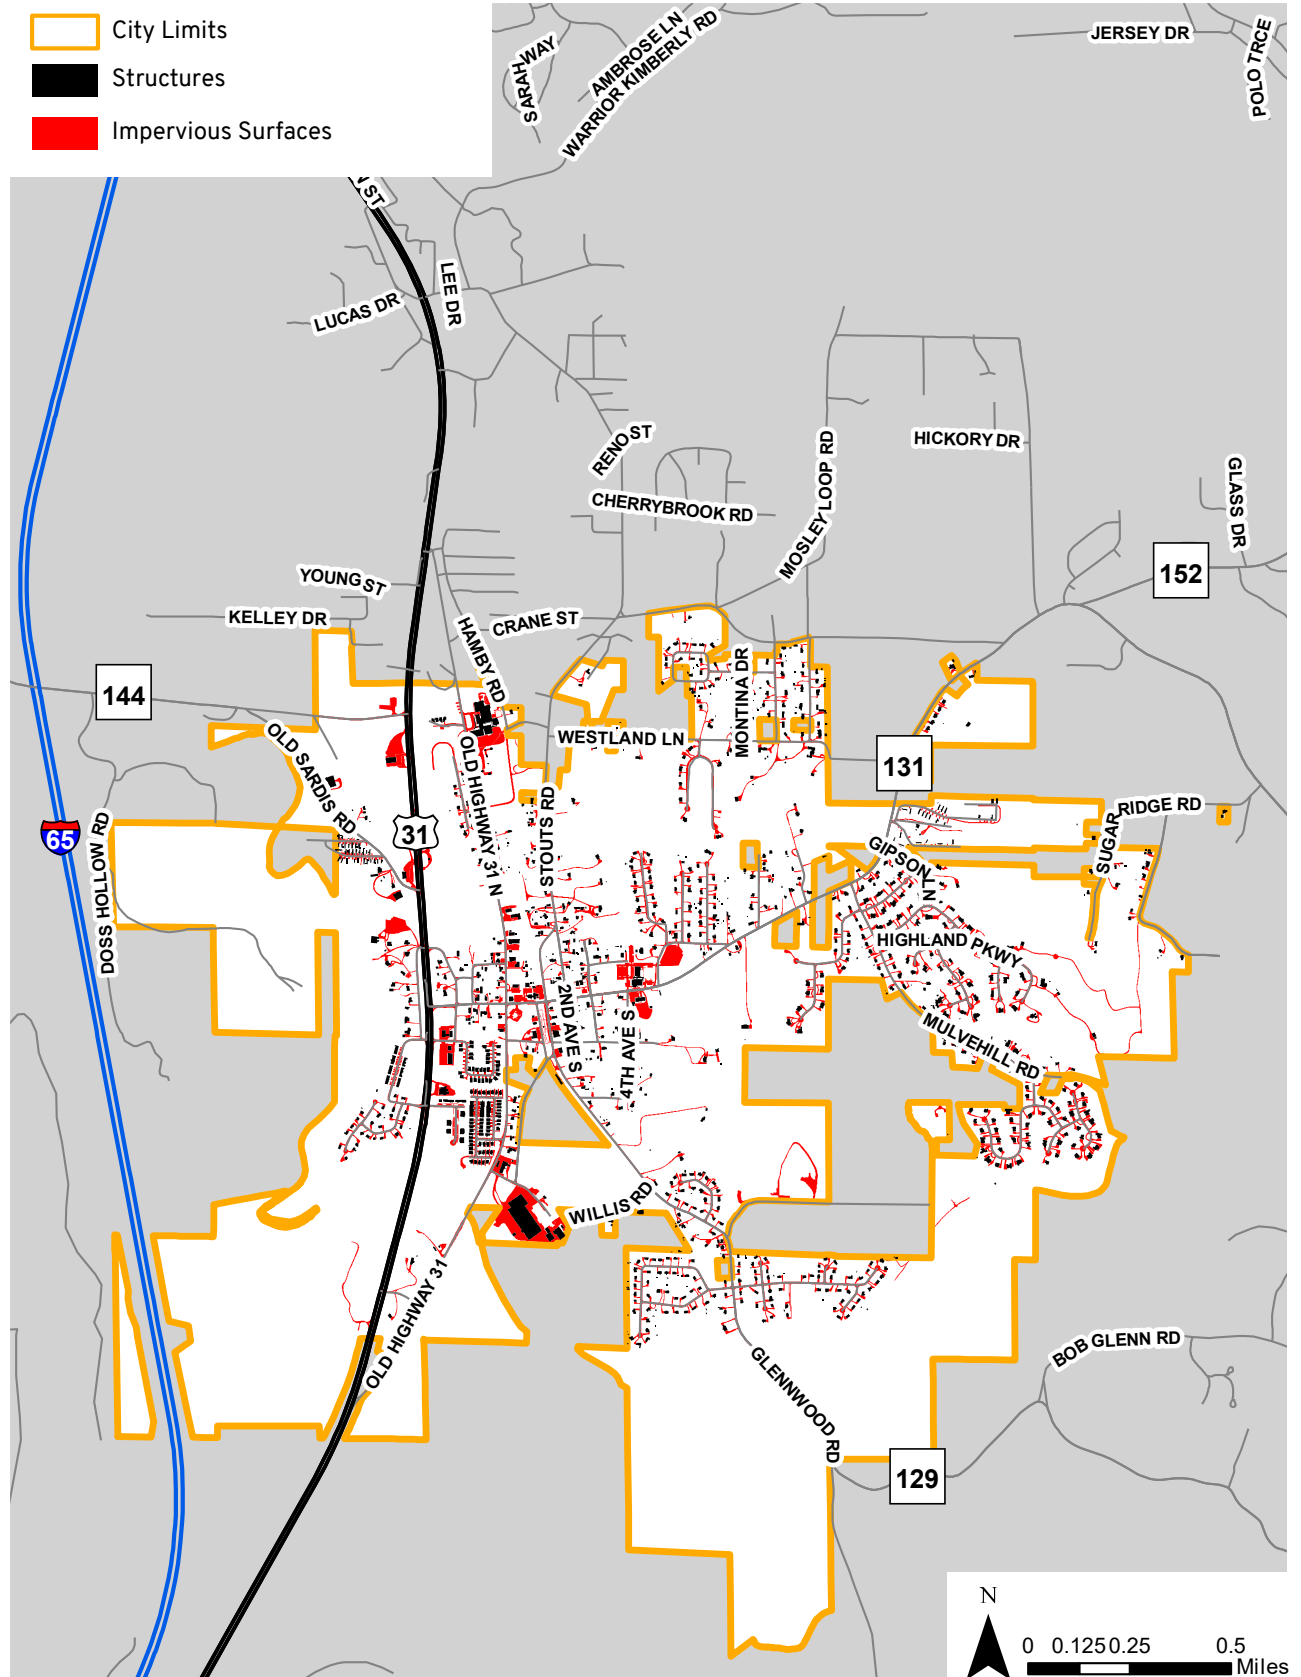 City Limits
Structures
Impervious Surfaces
SARAH WAY
AMBROSE LN
WARRIOR KIMBERLY RD
JERSEY DR
POLO TRCE
ST
LEE DR
LUCAS DR
RENO ST
HICKORY DR
MOSLEY LOOP RD
CHERRYBROOK RD
GLASS DR
152
YOUNG ST
KELLEY DR
HAMBY RD
CRANE ST
144
MONTINA DR
WESTLAND LN
OLD SARDIS RD
OLD HIGHWAY 31 N
131
STOUTS RD
SUGAR RIDGE RD
65
31
DOSS HOLLOW RD
GIPSON LN
HIGHLAND PKWY
2ND AVE S
4TH AVE S
MULVEHILL RD
WILLIS RD
OLD HIGHWAY 31
BOB GLENN RD
GLENNWOOD RD
129
N
0 0.125 0.25 0.5
Miles